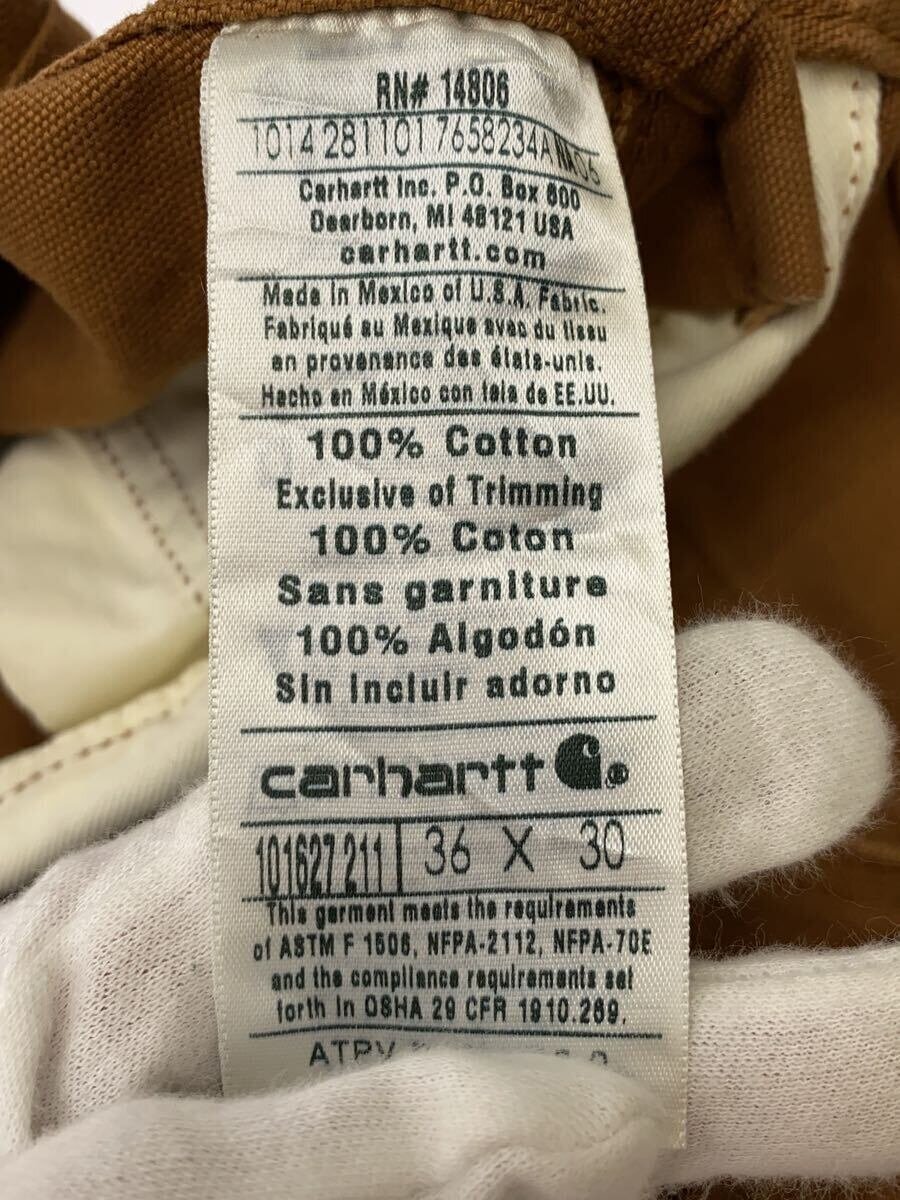 RN# 14806
1014 281 1101 7658234A NA06
Carhartt Inc. P.O. Box 600
Dearborn, MI 48121 USA
carhartt.com
Made in Mexico of U.S.A. Fabric.
Fabriqué au Mexique avec du tissu
en provenance des états-unis.
Hecho en México con tela de EE.UU.
100% Cotton
Exclusive of Trimming
100% Coton
Sans garniture
100% Algodón
Sin incluir adorno
carhartt ®
101627 211 36 X 30
This garment meets the requirements
of ASTM F 1506, NFPA-2112, NFPA-70E
and the compliance requirements set
forth in OSHA 29 CFR 1910.269.
ATPV